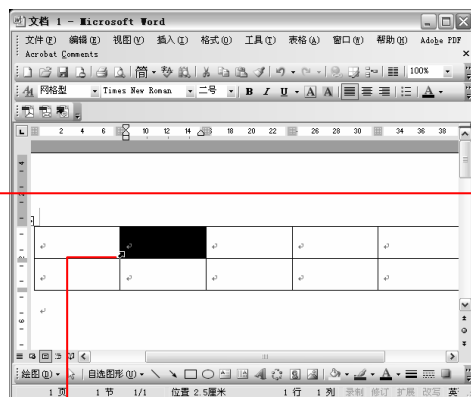 文档 1 - Microsoft Word
文件(F) 编辑(E) 视图(V) 插入(I) 格式(O) 工具(T) 表格(A) 窗口(W) 帮助(H) Adobe PDF
Acrobat Comments
简 100%
网格型 Times New Roman 二号 B I U A A A
L 2 4 6 10 12 14 18 20 22 26 28 30 34 36 38
绘图(D) 自选图形(U) A
1 页 1 节 1/1 位置 2.5厘米 1 行 1 列 录制 修订 扩展 改写 英